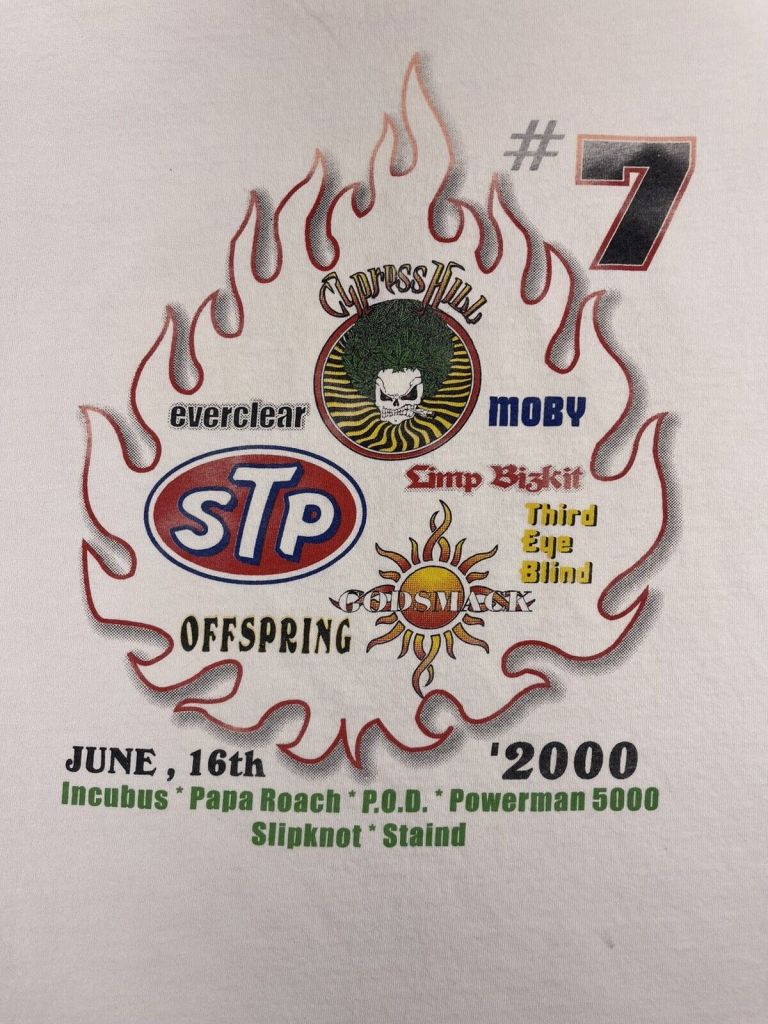 #7
Cypress Hill
everclear
MOBY
STP
Limp Bizkit
Third
Eye
Blind
GODSMACK
OFFSPRING
JUNE , 16th '2000
Incubus * Papa Roach * P.O.D. * Powerman 5000
Slipknot * Staind